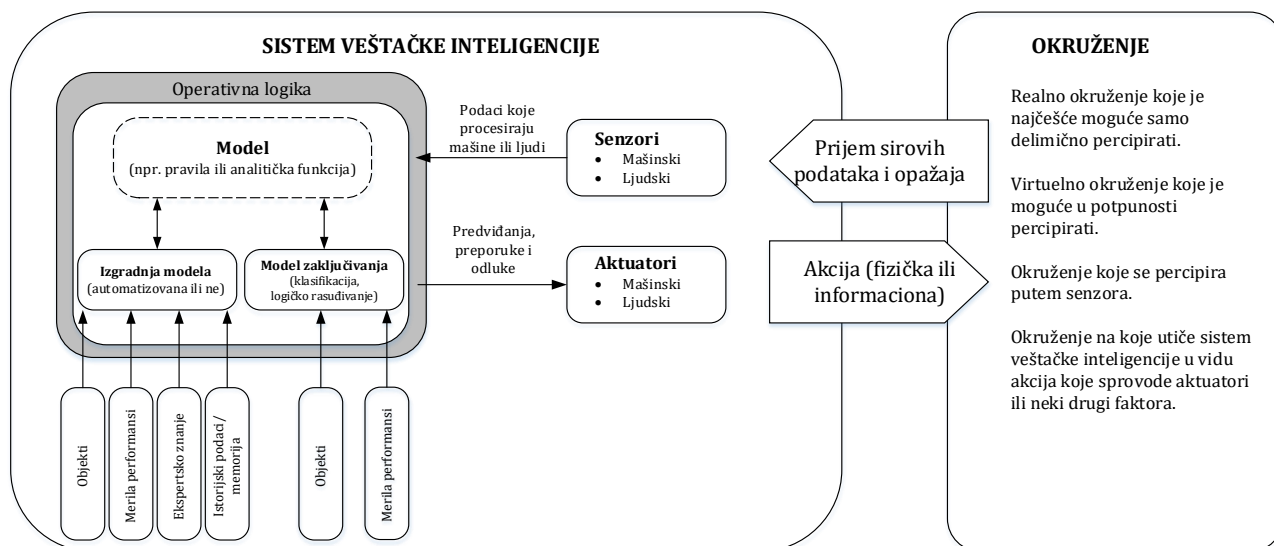 SISTEM VEŠTAČKE INTELIGENCIJE
Operativna logika
Model
(npr. pravila ili analitička funkcija)
Izgradnja modela
(automatizovana ili ne)
Model zaključivanja
(klasifikacija,
logičko rasuđivanje)
Objekti
Merila performansi
Ekspertsko znanje
Istorijski podaci /
memorija
Objekti
Merila performansi
Podaci koje
procesiraju
mašine ili ljudi
Predviđanja,
preporuke i
odluke
Senzori
• Mašinski
• Ljudski
Aktuatori
• Mašinski
• Ljudski
Prijem sirovih
podataka i opažaja
Akcija (fizička ili
informaciona)
OKRUŽENJE
Realno okruženje koje je
najčešće moguće samo
delimično percipirati.
Virtuelno okruženje koje je
moguće u potpunosti
percipirati.
Okruženje koje se percipira
putem senzora.
Okruženje na koje utiče sistem
veštačke inteligencije u vidu
akcija koje sprovode aktuatori
ili neki drugi faktora.